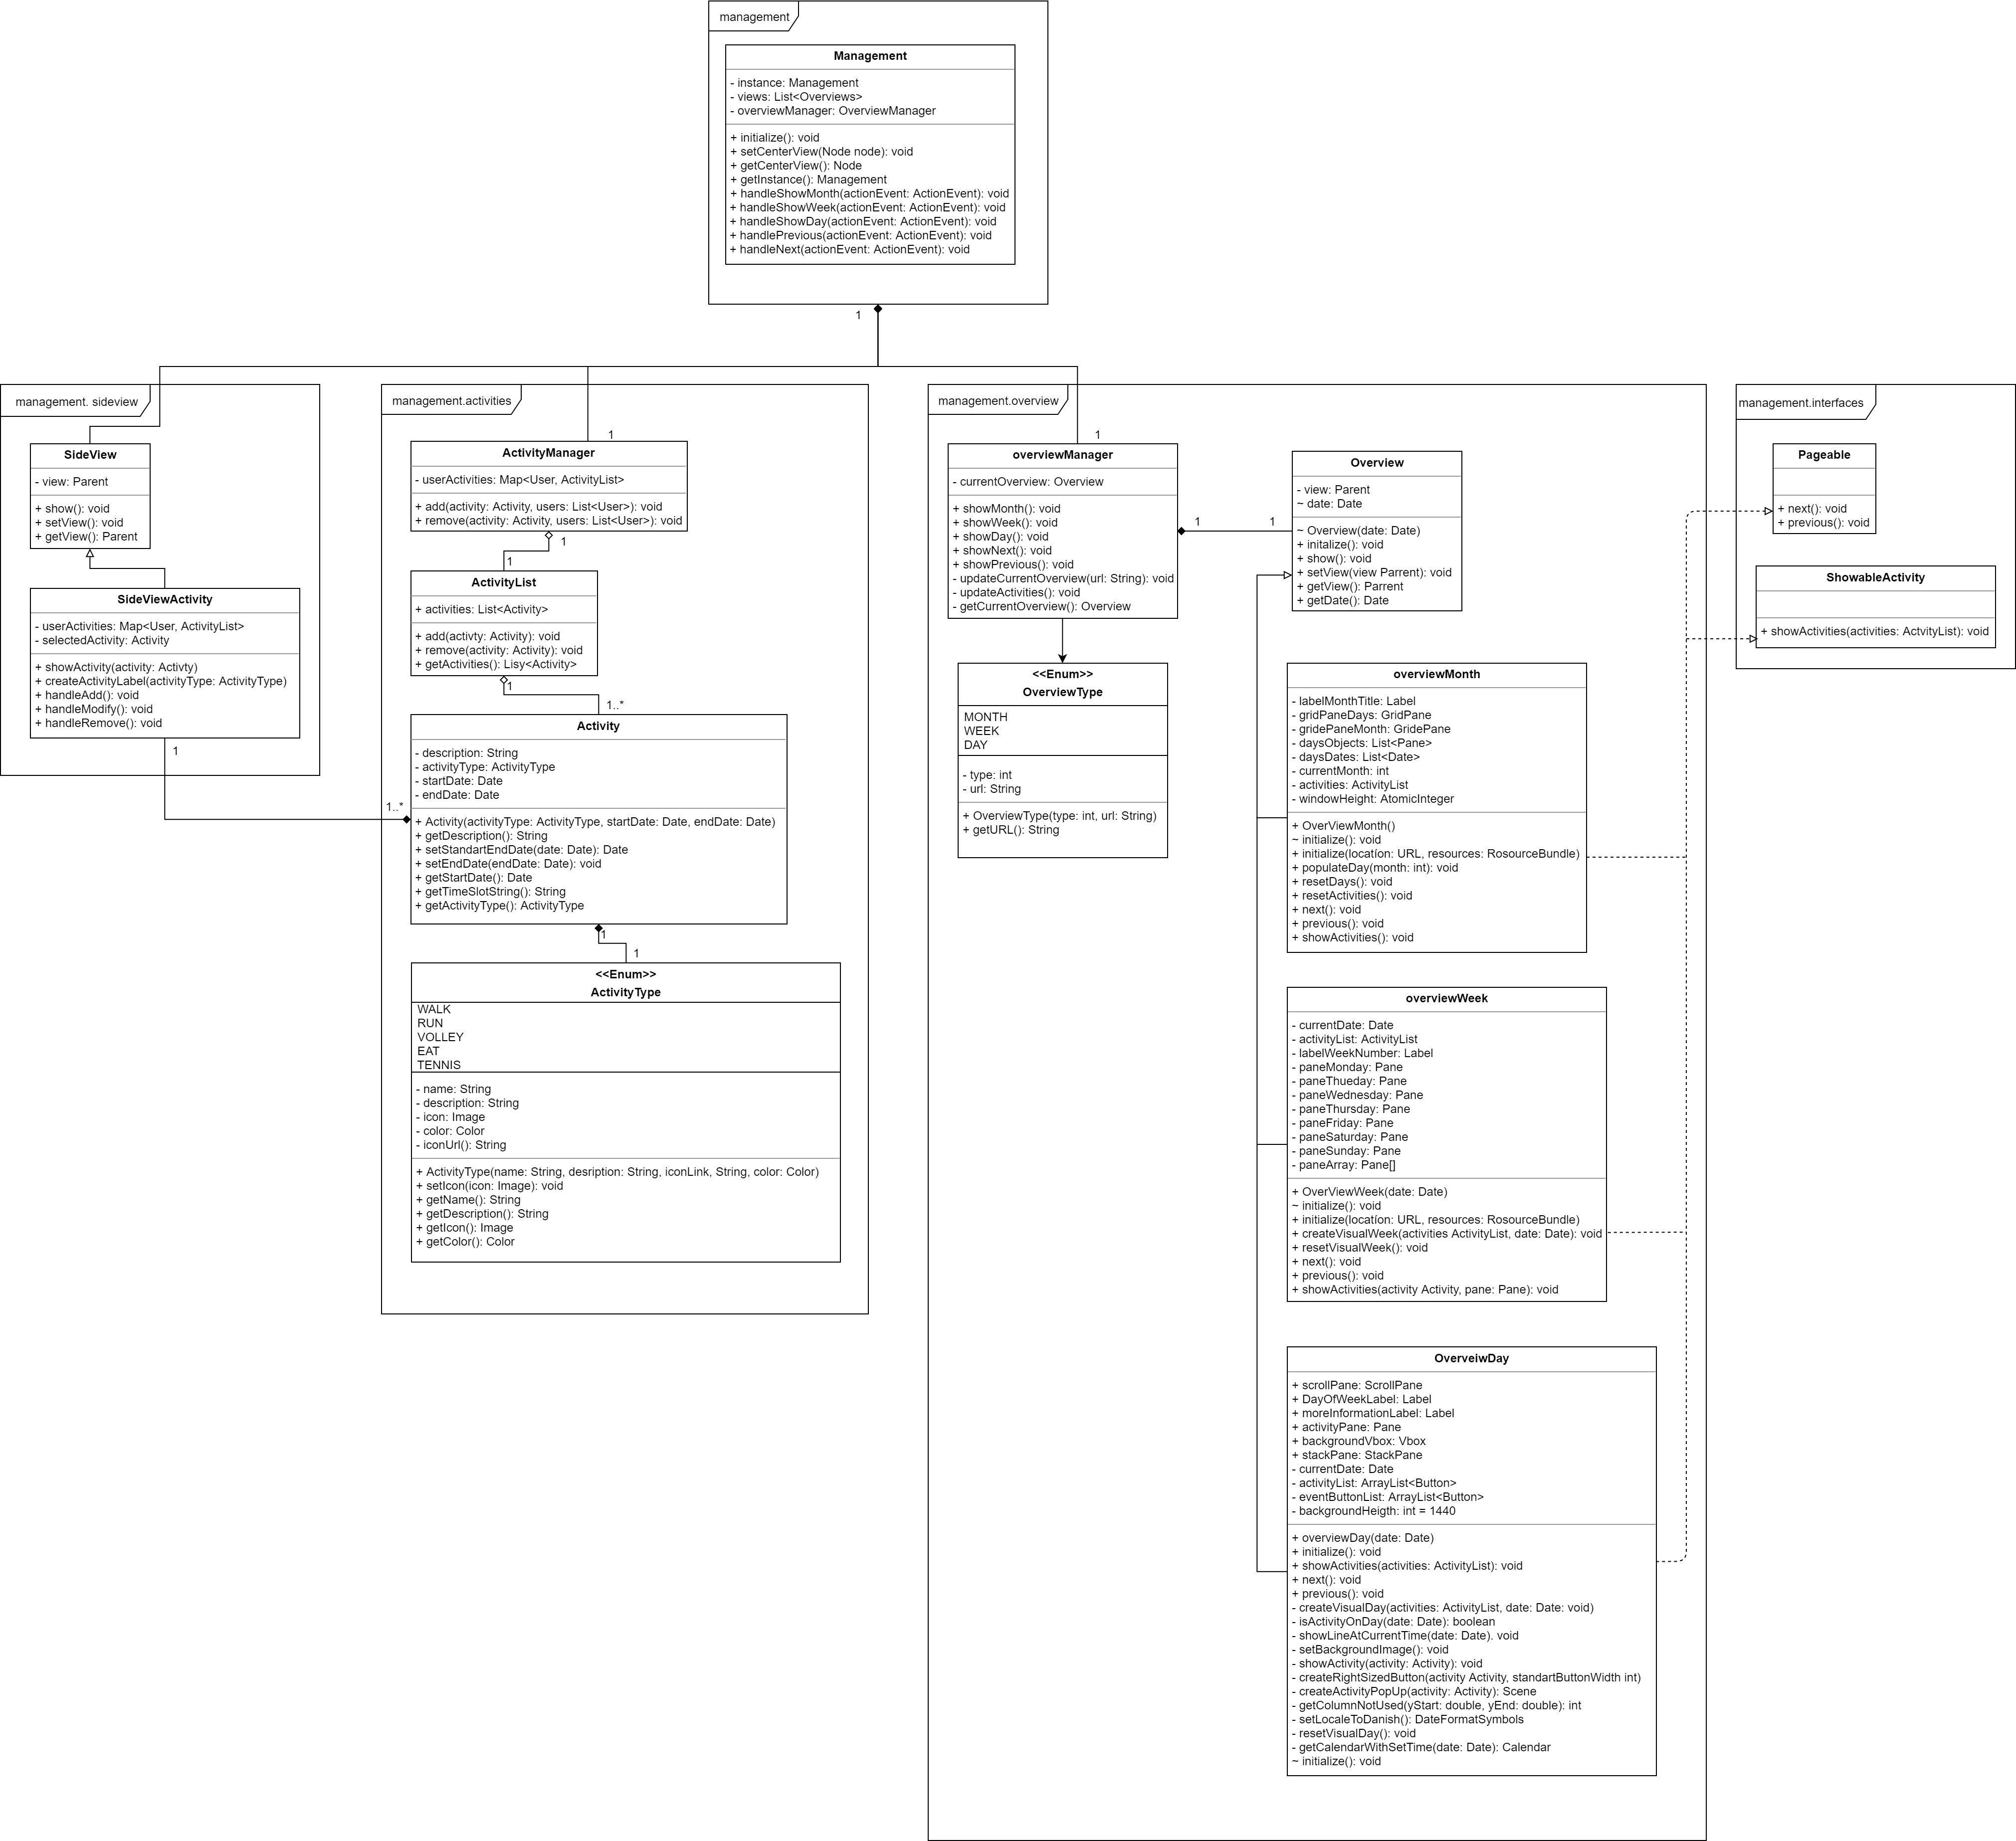 management
Management
- instance: Management
- views: List<Overviews>
- overviewManager: OverviewManager
+ initialize(): void
+ setCenterView(Node node): void
+ getCenterView(): Node
+ getInstance(): Management
+ handleShowMonth(actionEvent: ActionEvent): void
+ handleShowWeek(actionEvent: ActionEvent): void
+ handleShowDay(actionEvent: ActionEvent): void
+ handlePrevious(actionEvent: ActionEvent): void
+ handleNext(actionEvent: ActionEvent): void
1
management. sideview
SideView
- view: Parent
+ show(): void
+ setView(): void
+ getView(): Parent
SideViewActivity
- userActivities: Map<User, ActivityList>
- selectedActivity: Activity
+ showActivity(activity: Activty)
+ createActivityLabel(activityType: ActivityType)
+ handleAdd(): void
+ handleModify(): void
+ handleRemove(): void
1
1..*
management.activities
1
ActivityManager
- userActivities: Map<User, ActivityList>
+ add(activity: Activity, users: List<User>): void
+ remove(activity: Activity, users: List<User>): void
1
1
ActivityList
+ activities: List<Activity>
+ add(activty: Activity): void
+ remove(activity: Activity): void
+ getActivities(): Lisy<Activity>
1
1..*
Activity
- description: String
- activityType: ActivityType
- startDate: Date
- endDate: Date
+ Activity(activityType: ActivityType, startDate: Date, endDate: Date)
+ getDescription(): String
+ setStandartEndDate(date: Date): Date
+ setEndDate(endDate: Date): void
+ getStartDate(): Date
+ getTimeSlotString(): String
+ getActivityType(): ActivityType
1
1
<<Enum>>
ActivityType
WALK
RUN
VOLLEY
EAT
TENNIS
- name: String
- description: String
- icon: Image
- color: Color
- iconUrl(): String
+ ActivityType(name: String, desription: String, iconLink, String, color: Color)
+ setIcon(icon: Image): void
+ getName(): String
+ getDescription(): String
+ getIcon(): Image
+ getColor(): Color
management.overview
1
overviewManager
- currentOverview: Overview
+ showMonth(): void
+ showWeek(): void
+ showDay(): void
+ showNext(): void
+ showPrevious(): void
- updateCurrentOverview(url: String): void
- updateActivities(): void
- getCurrentOverview(): Overview
1
1
<<Enum>>
OverviewType
MONTH
WEEK
DAY
- type: int
- url: String
+ OverviewType(type: int, url: String)
+ getURL(): String
Overview
- view: Parent
~ date: Date
~ Overview(date: Date)
+ initalize(): void
+ show(): void
+ setView(view Parrent): void
+ getView(): Parrent
+ getDate(): Date
overviewMonth
- labelMonthTitle: Label
- gridPaneDays: GridPane
- gridePaneMonth: GridePane
- daysObjects: List<Pane>
- daysDates: List<Date>
- currentMonth: int
- activities: ActivityList
- windowHeight: AtomicInteger
+ OverViewMonth()
~ initialize(): void
+ initialize(location: URL, resources: RosourceBundle)
+ populateDay(month: int): void
+ resetDays(): void
+ resetActivities(): void
+ next(): void
+ previous(): void
+ showActivities(): void
overviewWeek
- currentDate: Date
- activityList: ActivityList
- labelWeekNumber: Label
- paneMonday: Pane
- paneThueday: Pane
- paneWednesday: Pane
- paneThursday: Pane
- paneFriday: Pane
- paneSaturday: Pane
- paneSunday: Pane
- paneArray: Pane[]
+ OverViewWeek(date: Date)
~ initialize(): void
+ initialize(location: URL, resources: RosourceBundle)
+ createVisualWeek(activities ActivityList, date: Date): void
+ resetVisualWeek(): void
+ next(): void
+ previous(): void
+ showActivities(activity Activity, pane: Pane): void
OverveiwDay
+ scrollPane: ScrollPane
+ DayOfWeekLabel: Label
+ moreInformationLabel: Label
+ activityPane: Pane
+ backgroundVbox: Vbox
+ stackPane: StackPane
- currentDate: Date
- activityList: ArrayList<Button>
- eventButtonList: ArrayList<Button>
- backgroundHeigth: int = 1440
+ overviewDay(date: Date)
+ initialize(): void
+ showActivities(activities: ActivityList): void
+ next(): void
+ previous(): void
- createVisualDay(activities: ActivityList, date: Date: void)
- isActivityOnDay(date: Date): boolean
- showLineAtCurrentTime(date: Date). void
- setBackgroundImage(): void
- showActivity(activity: Activity): void
- createRightSizedButton(activity Activity, standartButtonWidth int)
- createActivityPopUp(activity: Activity): Scene
- getColumnNotUsed(yStart: double, yEnd: double): int
- setLocaleToDanish(): DateFormatSymbols
- resetVisualDay(): void
- getCalendarWithSetTime(date: Date): Calendar
~ initialize(): void
management.interfaces
Pageable
+ next(): void
+ previous(): void
ShowableActivity
+ showActivities(activities: ActvityList): void